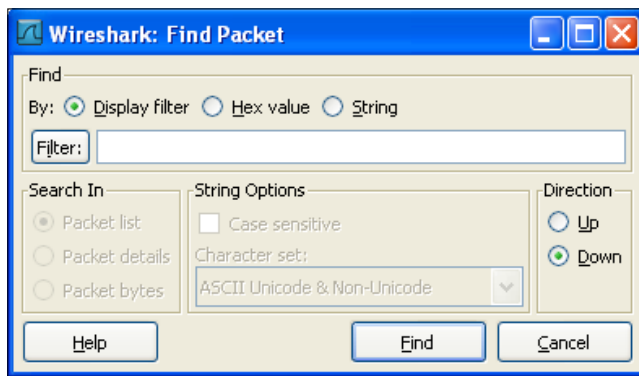 Wireshark: Find Packet
Find
By: Display filter Hex value String
Filter:
Search In
Packet list
Packet details
Packet bytes
String Options
Case sensitive
Character set:
ASCII Unicode & Non-Unicode
Direction
Up
Down
Help Find Cancel